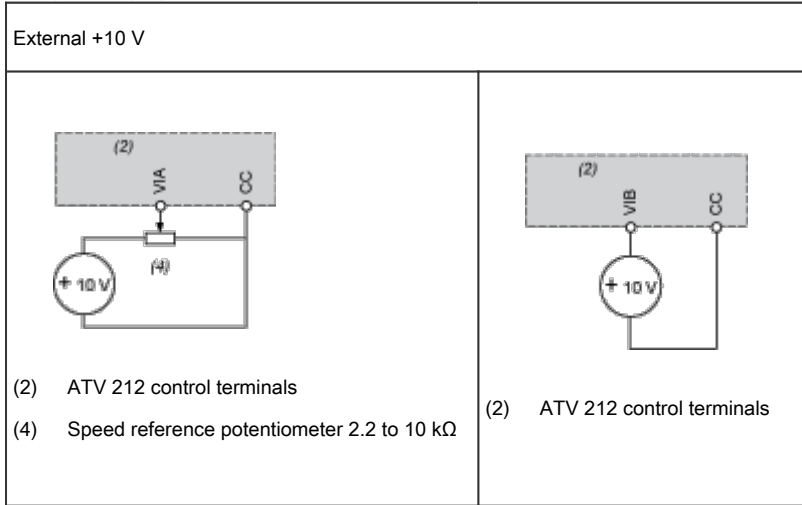 External +10 V
(2)
VIA
CC
(4)
+ 10 V
(2) ATV 212 control terminals
(4) Speed reference potentiometer 2.2 to 10 kΩ
(2)
VIB
CC
+ 10 V
(2) ATV 212 control terminals